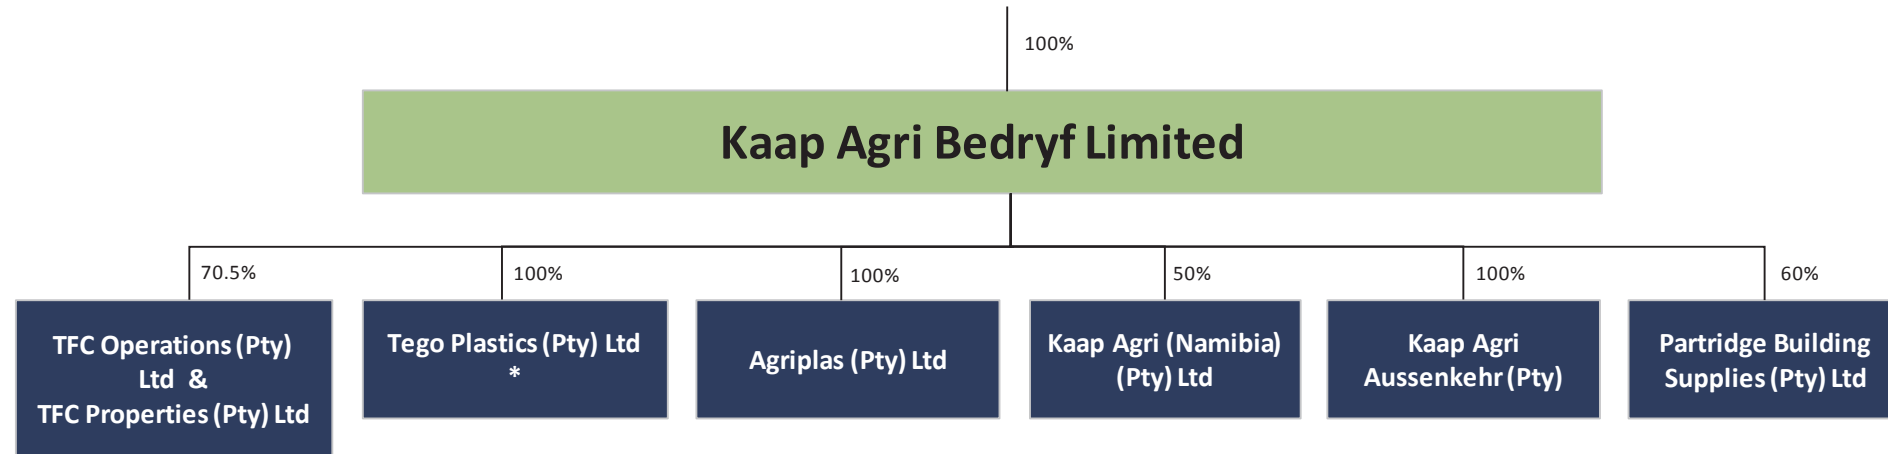 100%
Kaap Agri Bedryf Limited
70.5%
100%
100%
50%
100%
60%
TFC Operations (Pty)
Ltd &
TFC Properties (Pty) Ltd
Tego Plastics (Pty) Ltd
*
Agriplas (Pty) Ltd
Kaap Agri (Namibia)
(Pty) Ltd
Kaap Agri
Aussenkehr (Pty)
Partridge Building
Supplies (Pty) Ltd